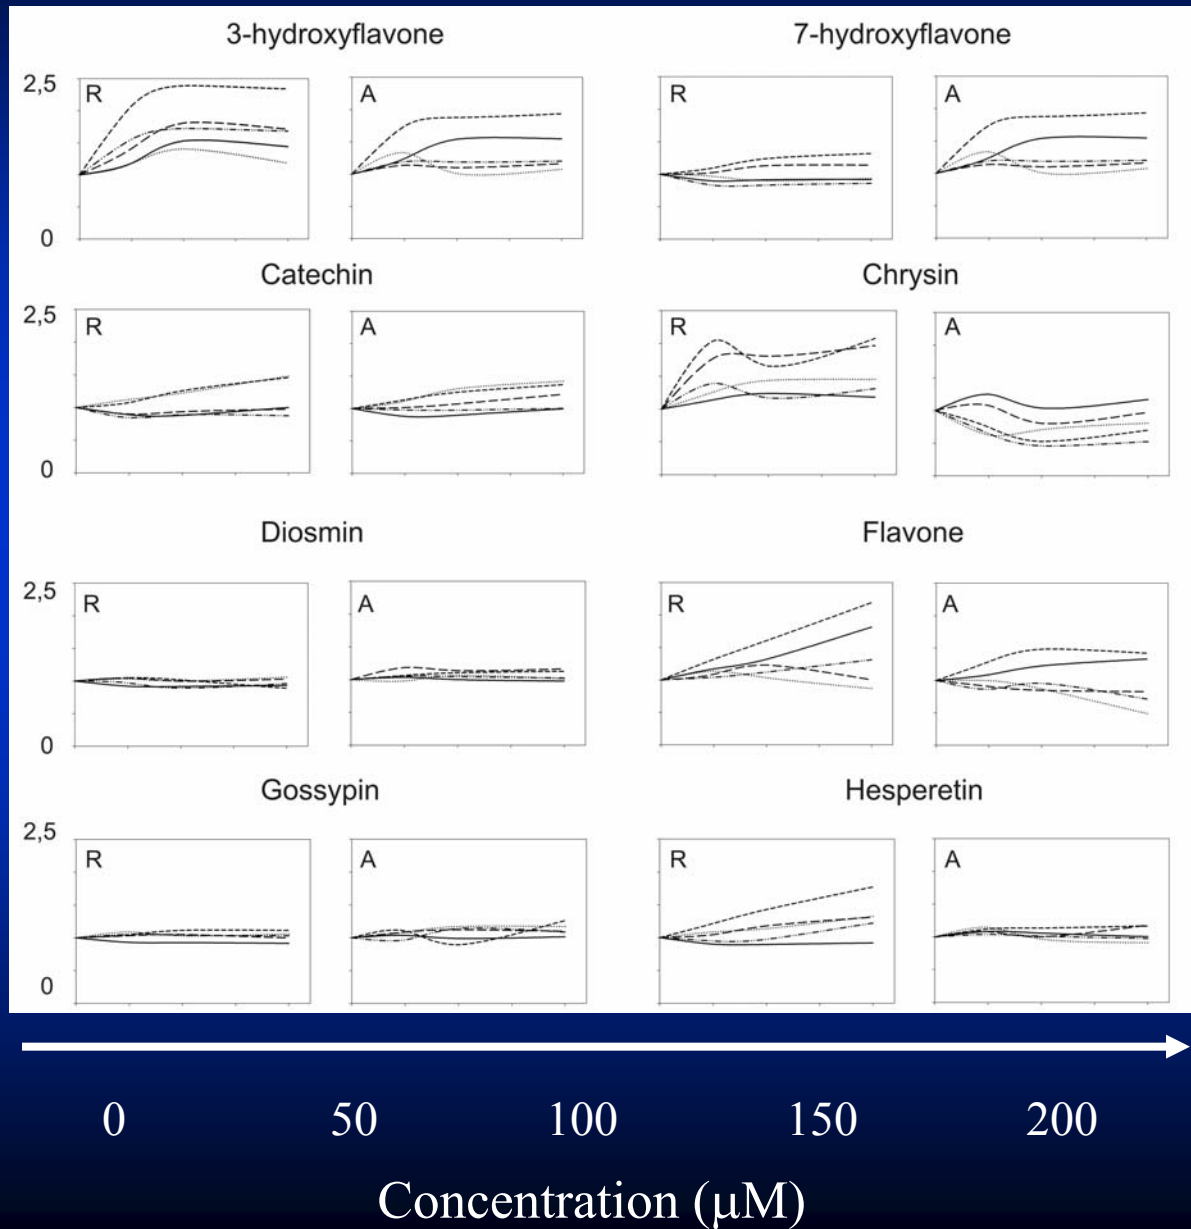 3-hydroxyflavone 7-hydroxyflavone
2,5 R A R A
0
Catechin Chrysin
2,5 R A R A
0
Diosmin Flavone
2,5 R A R A
0
Gossypin Hesperetin
2,5 R A R A
0
0 50 100 150 200
Concentration (μM)